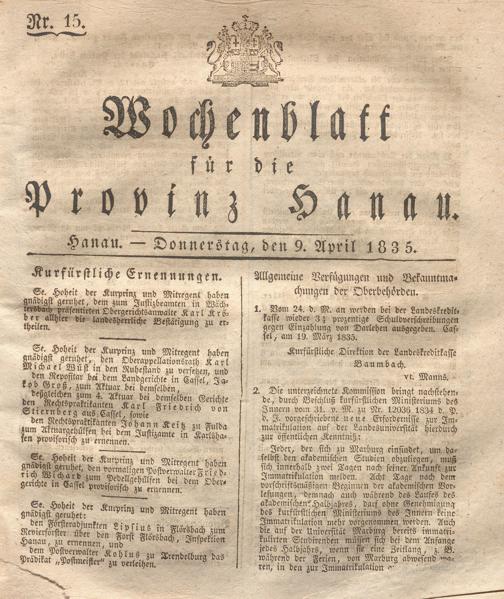 Nr. 15.
Wochenblatt
für die
Provinz Hanau.
Hanau. — Donnerstag, den 9. April 1835.
Kurfürstliche Ernennungen.
Se. Hoheit der Kurprinz und Mitregent haben
gnädigst geruhet, dem zum Justizbeamten in Wäch-
tersbach präsentirten Obergerichtsanwalte Karl Krö-
ber allhier die landesherrliche Bestätigung zu er-
theilen.
Se. Hoheit der Kurprinz und Mitregent haben
gnädigst geruhet, den Oberappellationsrath Karl
Michael Wüst in den Ruhestand zu versetzen, und
den Repositar bei dem Landgericht in Cassel, Ja-
kob Groß, zum Aktuar bei demselben,
desgleichen zum 4. Aktuar bei demselben Gerichte
den Rechtspraktikanten Karl Friedrich von
Stiernberg aus Cassel, sowie
den Rechtspraktikanten Johann Keitz zu Fulda
zum Aktuargehülfen bei dem Justizamte in Karlsha-
fen provisorisch zu ernennen.
Se. Hoheit der Kurprinz und Mitregent haben
gnädigst geruhet, den vormaligen Postverwalter Fried-
rich Wichard zum Pedellgehülfen bei dem Ober-
gericht in Cassel provisorisch zu ernennen.
Se. Hoheit der Kurprinz und Mitregent haben
gnädigst geruhet,
den Försteradjunkten Lipsius in Flörsbach zum
Revierförster über den Forst Flörsbach, Inspektion
Hanau, zu ernennen, und
dem Postverwalter Kohlus zu Trendelburg das
Prädikat „Postmeister“ zu verleihen.
Allgemeine Verfügungen und Bekanntma-
chungen der Oberbehörden.
1. Vom 24. d. M. an werden bei der Landeskredit-
kasse wieder 3½ prozentige Schuldverschreibungen
gegen Einzahlung von Darlehen ausgegeben. Cas-
sel, am 19. März 1835.
Kurfürstliche Direktion der Landeskreditkasse
Baumbach.
vt. Manns.
2. Die unterzeichnete Kommission bringt nachstehen-
de, durch Beschluß kurfürstlichen Ministeriums des
Innern vom 31. v. M. zu Nr. 12036 1834 d. P.
d. J. vorgeschriebene neue Erfordernisse zur Im-
matrikulation auf der Landesuniversität hierdurch
zur öffentlichen Kenntniß:
Jeder, der sich zu Marburg einfindet, um da-
selbst den akademischen Studien obzuliegen, muß
sich innerhalb zwei Tagen nach seiner Ankunft zur
Immatrikulation melden. Acht Tage nach dem
vorschriftsmäßigen Beginnen der akademischen Vor-
lesungen, demnach auch während des Laufes des
akademischen Halbjahres, darf ohne Genehmigung
des kurfürstlichen Ministeriums des Innern keine
Immatrikulation mehr vorgenommen werden. Auch
die auf der Universität Marburg bereits immatri-
kulirten Studirenden müssen sich bei dem Anfange
jedes Halbjahrs, wenn sie eine Zeitlang, z. B.
während der Ferien, von Marburg abwesend wa-
ren, in den zur Immatrikulation